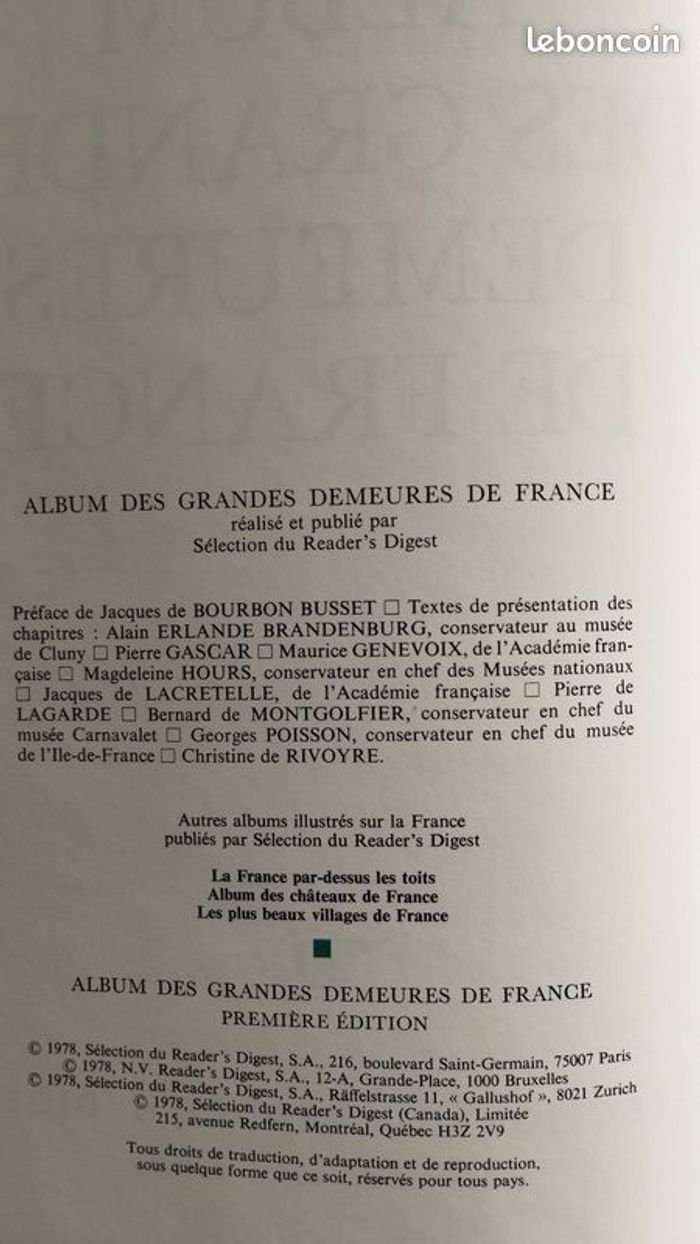 leboncoin
ALBUM DES GRANDES DEMEURES DE FRANCE
réalisé et publié par
Sélection du Reader's Digest
Préface de Jacques de BOURBON BUSSET □ Textes de présentation des
chapitres : Alain ERLANDE BRANDENBURG, conservateur au musée
de Cluny □ Pierre GASCAR □ Maurice GENEVOIX, de l'Académie fran-
çaise □ Magdeleine HOURS, conservateur en chef des Musées nationaux
□ Jacques de LACRETELLE, de l'Académie française □ Pierre de
LAGARDE □ Bernard de MONTGOLFIER, conservateur en chef du
musée Carnavalet □ Georges POISSON, conservateur en chef du musée
de l'Ile-de-France □ Christine de RIVOYRE.
Autres albums illustrés sur la France
publiés par Sélection du Reader's Digest
La France par-dessus les toits
Album des châteaux de France
Les plus beaux villages de France
ALBUM DES GRANDES DEMEURES DE FRANCE
PREMIÈRE ÉDITION
© 1978, Sélection du Reader's Digest, S.A., 216, boulevard Saint-Germain, 75007 Paris
© 1978, N.V. Reader's Digest, S.A., 12-A, Grande-Place, 1000 Bruxelles
© 1978, Sélection du Reader's Digest, S.A., Räffelstrasse 11, « Gallushof », 8021 Zurich
© 1978, Sélection du Reader's Digest (Canada), Limitée
215, avenue Redfern, Montréal, Québec H3Z 2V9
Tous droits de traduction, d'adaptation et de reproduction,
sous quelque forme que ce soit, réservés pour tous pays.